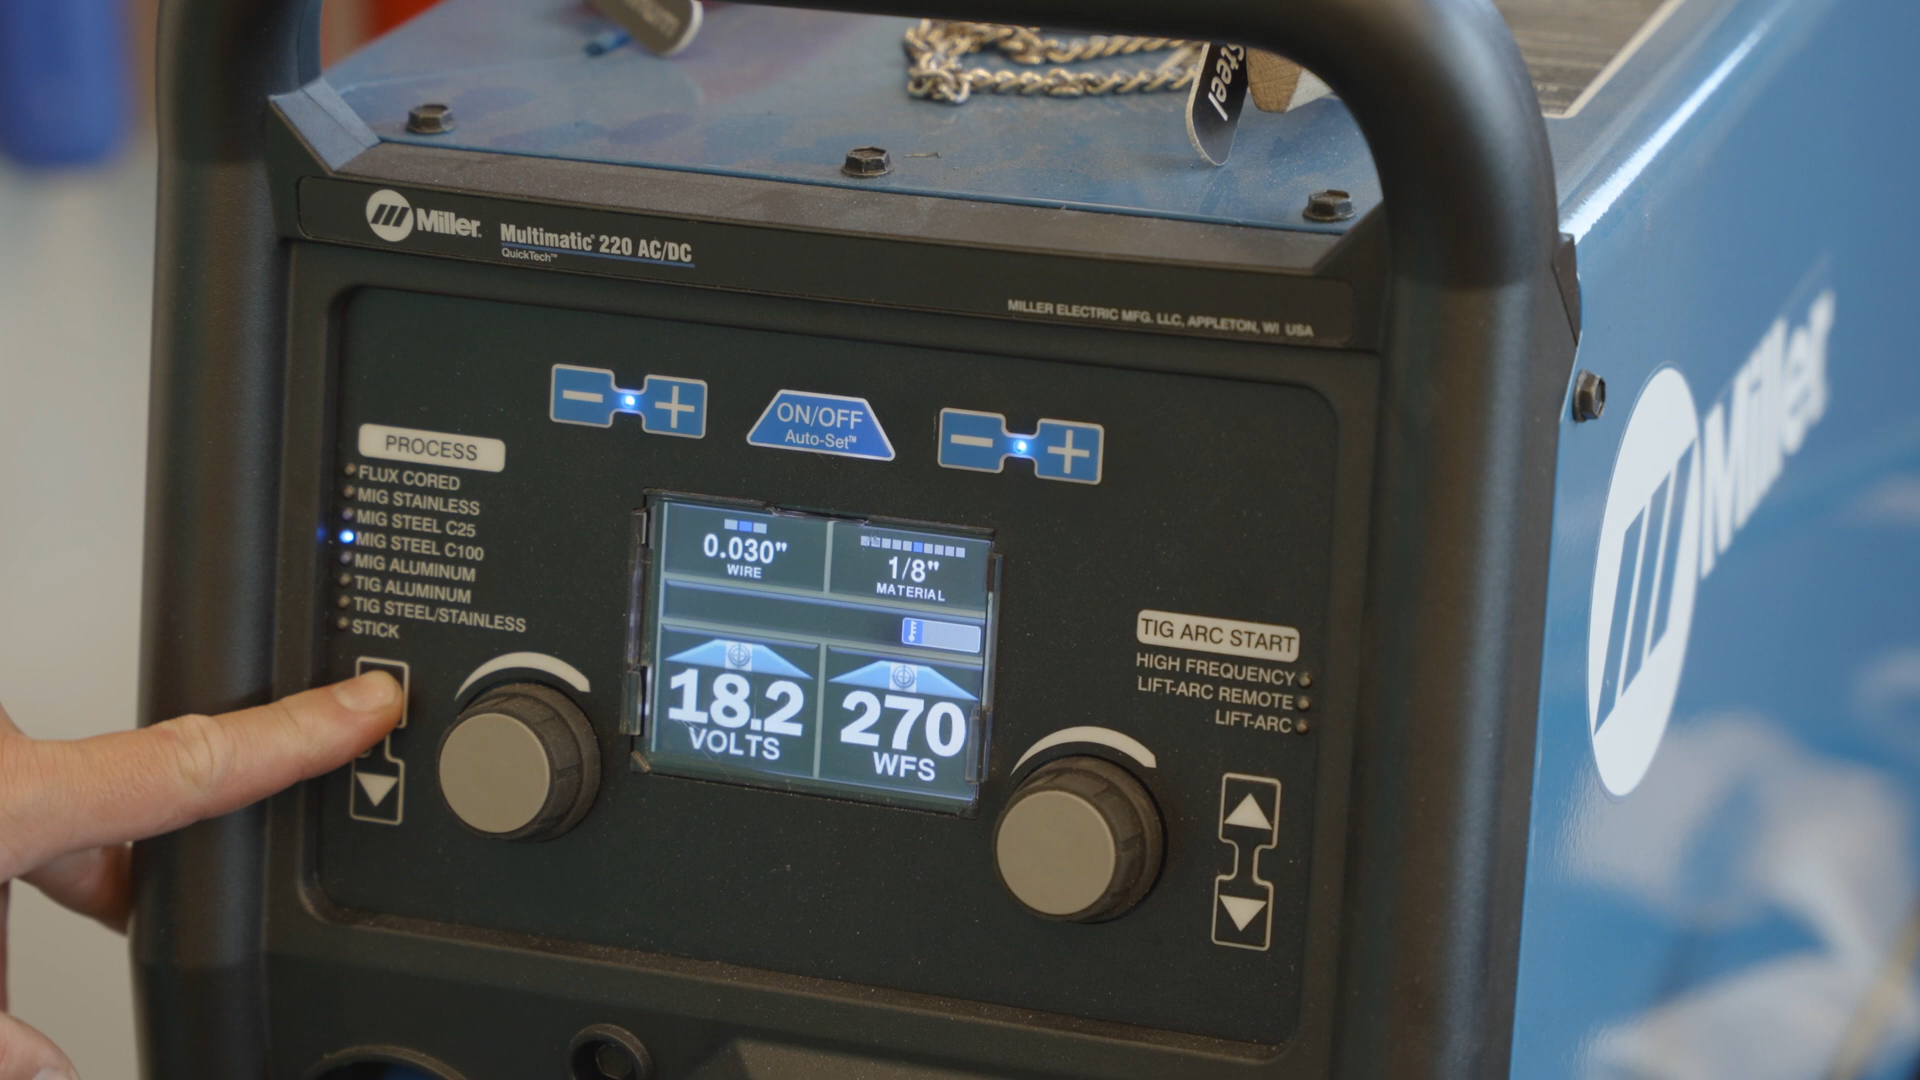 Steel
Miller
Multimatic 220 AC/DC
QuickTech™
MILLER ELECTRIC MFG. LLC, APPLETON, WI USA
Miller
− +
ON/OFF
Auto-Set™
− +
PROCESS
FLUX CORED
MIG STAINLESS
MIG STEEL C25
MIG STEEL C100
MIG ALUMINUM
TIG ALUMINUM
TIG STEEL/STAINLESS
STICK
0.030"
WIRE
1/8"
MATERIAL
18.2
VOLTS
270
WFS
TIG ARC START
HIGH FREQUENCY
LIFT-ARC REMOTE
LIFT-ARC